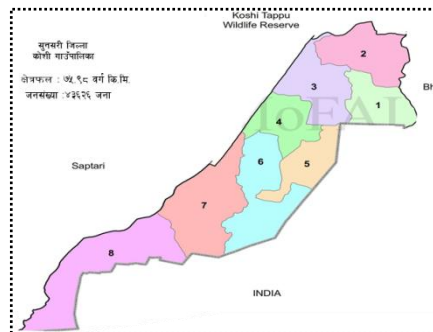 Koshi Tappu
Wildlife Reserve
सुनसरी जिल्ला
कोशी गाउँपालिका
क्षेत्रफल : ७५.९८ वर्ग कि.मि.
जनसंख्या :४३६२६ जना
2
3
1
4
5
6
7
8
Saptari
INDIA